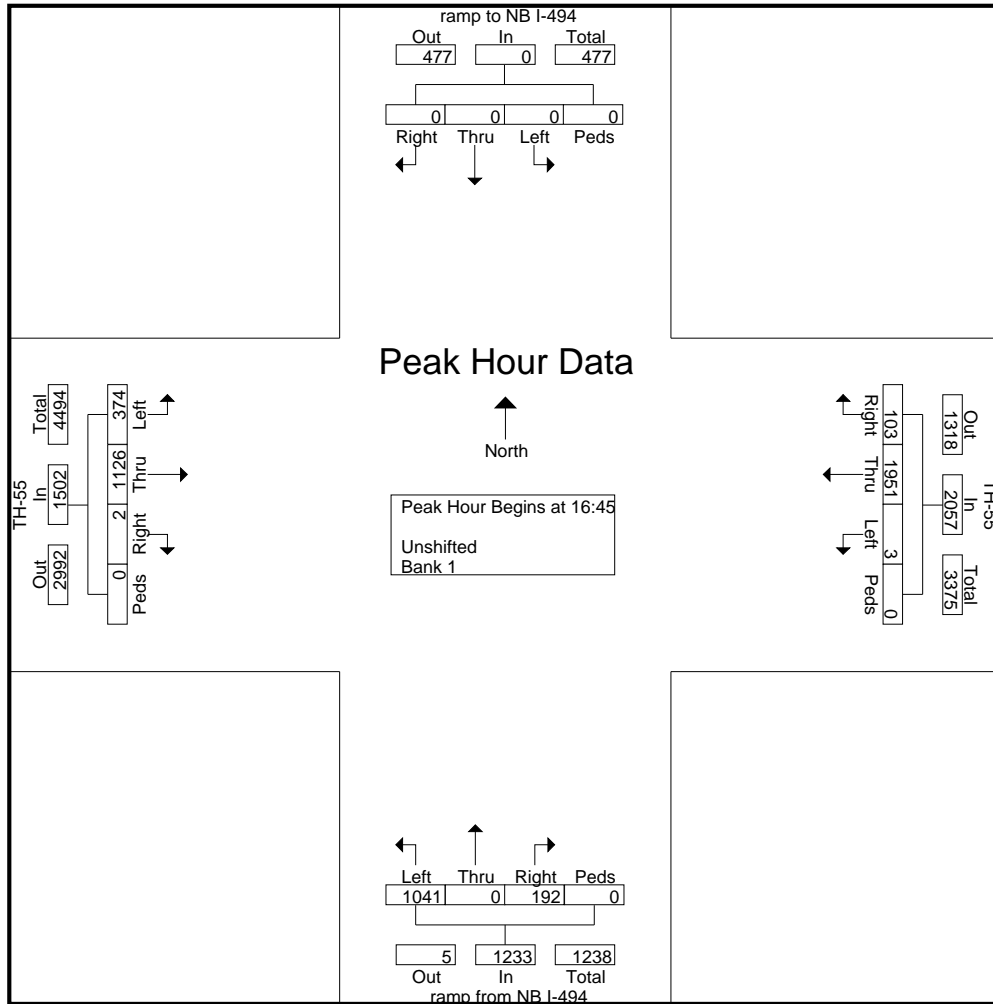 ramp to NB I-494
Out In Total
477 0 477
0 0 0 0
Right Thru Left Peds
Peak Hour Data
North
Peak Hour Begins at 16:45
Unshifted
Bank 1
TH-55
Total In Out
4494 1502 2992
374 1126 2 0
Left Thru Right Peds
TH-55
Out In Total
1318 2057 3375
103 1951 3 0
Right Thru Left Peds
Left Thru Right Peds
1041 0 192 0
5 1233 1238
Out In Total
ramp from NB I-494